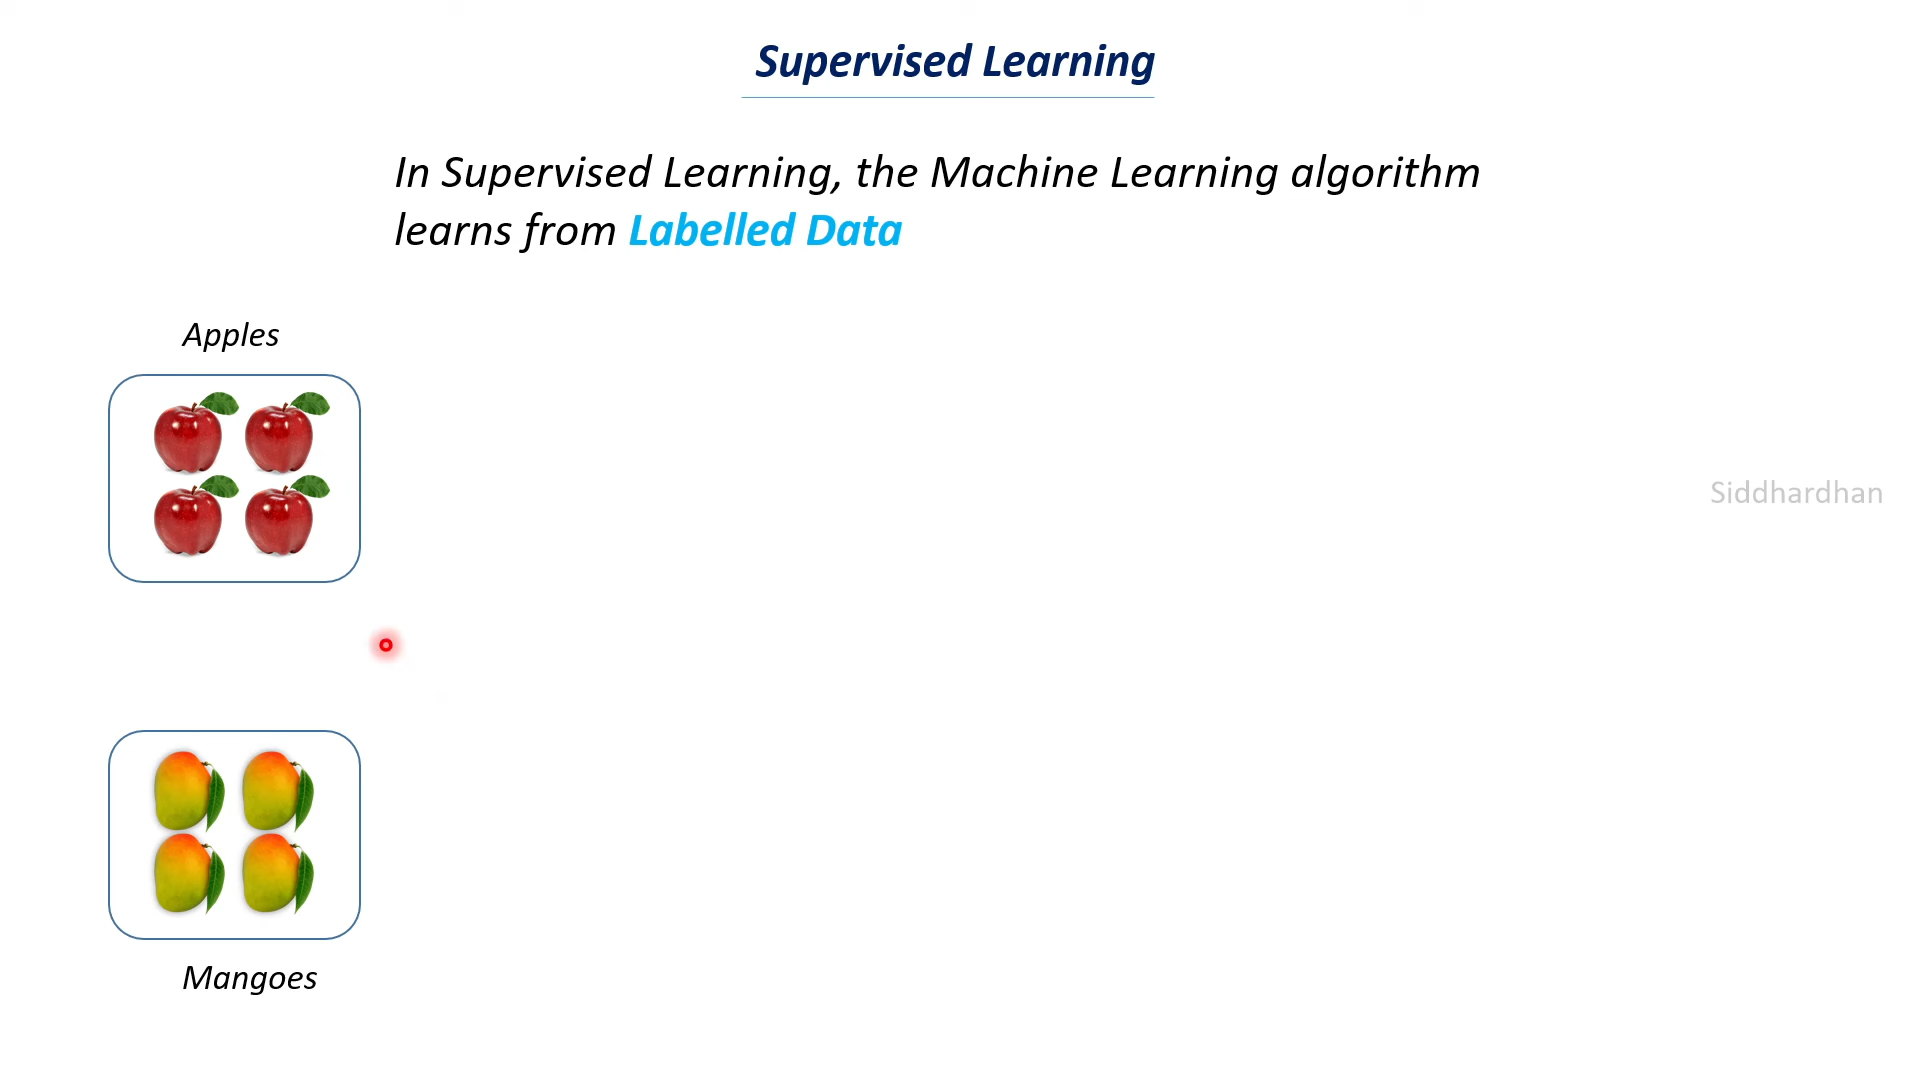 Supervised Learning
In Supervised Learning, the Machine Learning algorithm
learns from Labelled Data
Apples
Siddhardhan
Mangoes